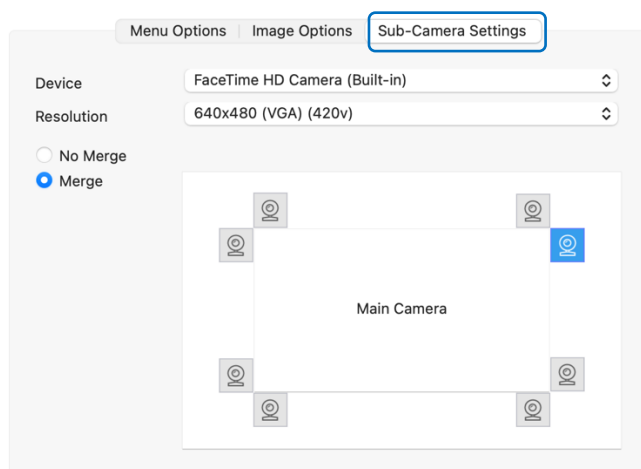 Menu Options Image Options Sub-Camera Settings
Device FaceTime HD Camera (Built-in)
Resolution 640x480 (VGA) (420v)
No Merge
Merge
Main Camera